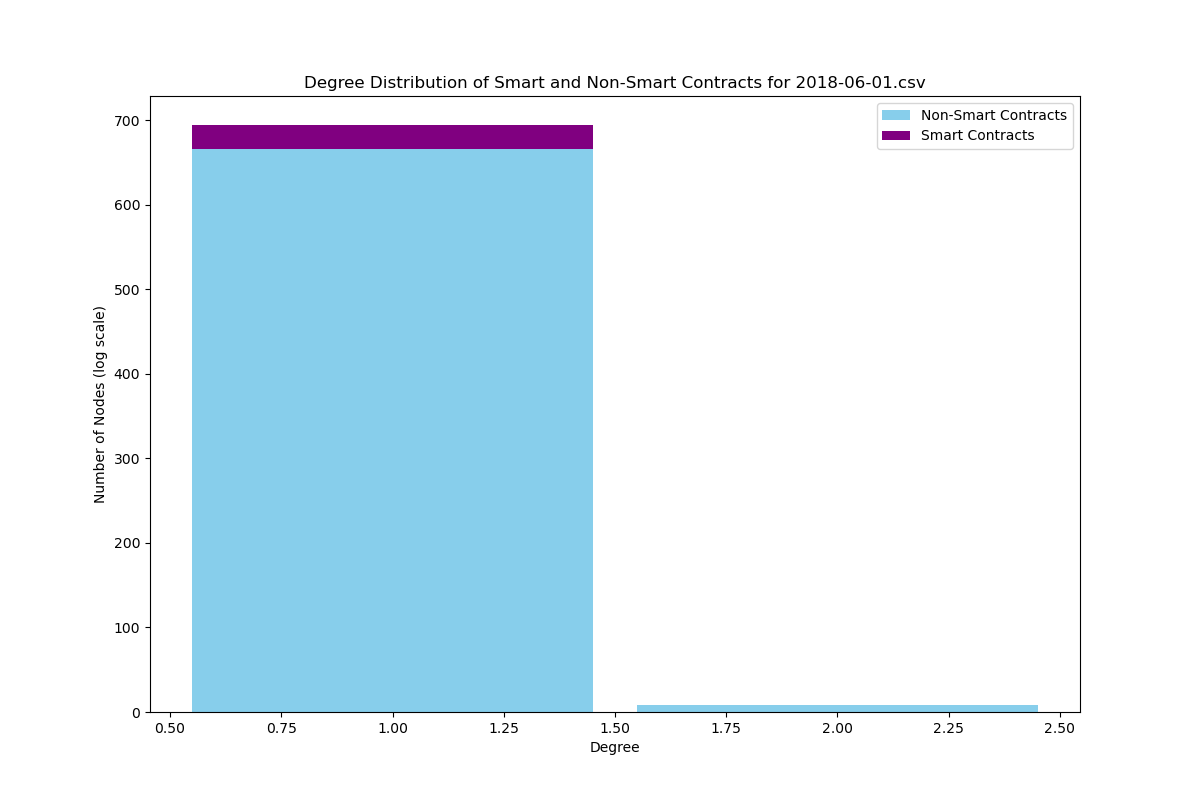 Degree Distribution of Smart and Non-Smart Contracts for 2018-06-01.csv
Non-Smart Contracts
Smart Contracts
Number of Nodes (log scale)
700
600
500
400
300
200
100
0
0.50 0.75 1.00 1.25 1.50 1.75 2.00 2.25 2.50
Degree